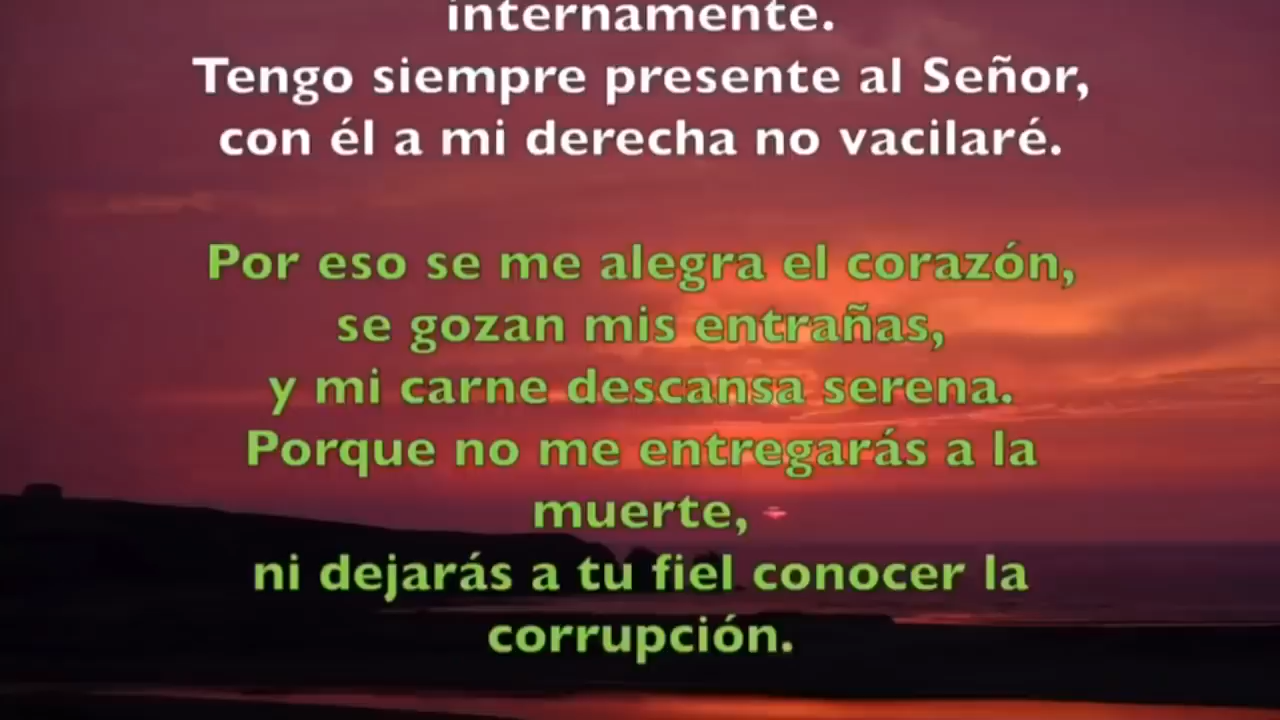 internamente.
Tengo siempre presente al Señor,
con él a mi derecha no vacilaré.
Por eso se me alegra el corazón,
se gozan mis entrañas,
y mi carne descansa serena.
Porque no me entregarás a la
muerte,
ni dejarás a tu fiel conocer la
corrupción.